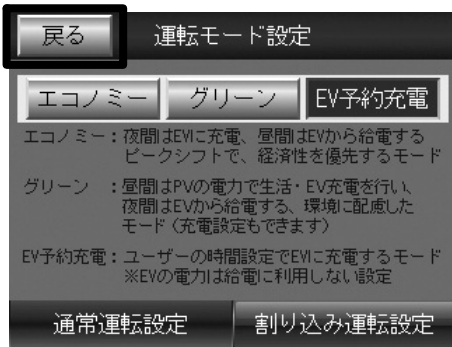 戻る 運転モード設定
エコノミー グリーン EV予約充電
エコノミー：夜間はEVに充電、昼間はEVから給電する
ピークシフトで、経済性を優先するモード
グリーン ：昼間はPVの電力で生活・EV充電を行い、
夜間はEVから給電する、環境に配慮した
モード（充電設定もできます）
EV予約充電：ユーザーの時間設定でEVに充電するモード
※EVの電力は給電に利用しない設定
通常運転設定 割り込み運転設定